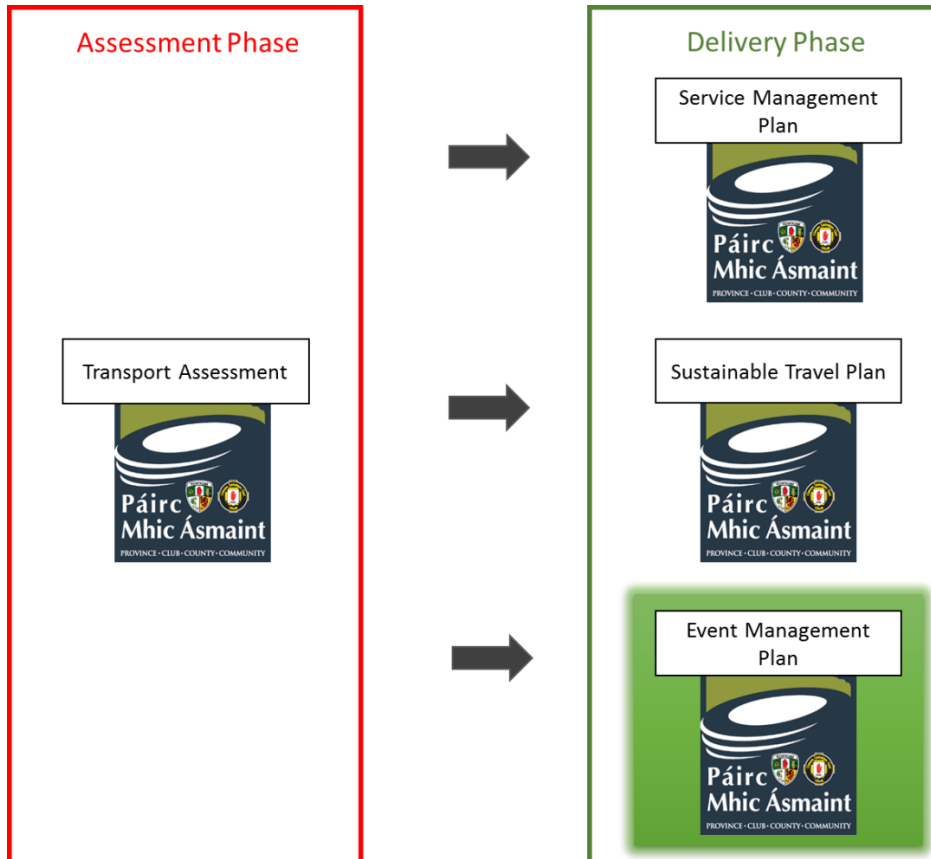 Assessment Phase
Transport Assessment
Páirc
Mhic Ásmaint
PROVINCE • CLUB • COUNTY • COMMUNITY
Delivery Phase
Service Management
Plan
Páirc
Mhic Ásmaint
PROVINCE • CLUB • COUNTY • COMMUNITY
Sustainable Travel Plan
Páirc
Mhic Ásmaint
PROVINCE • CLUB • COUNTY • COMMUNITY
Event Management
Plan
Páirc
Mhic Ásmaint
PROVINCE • CLUB • COUNTY • COMMUNITY